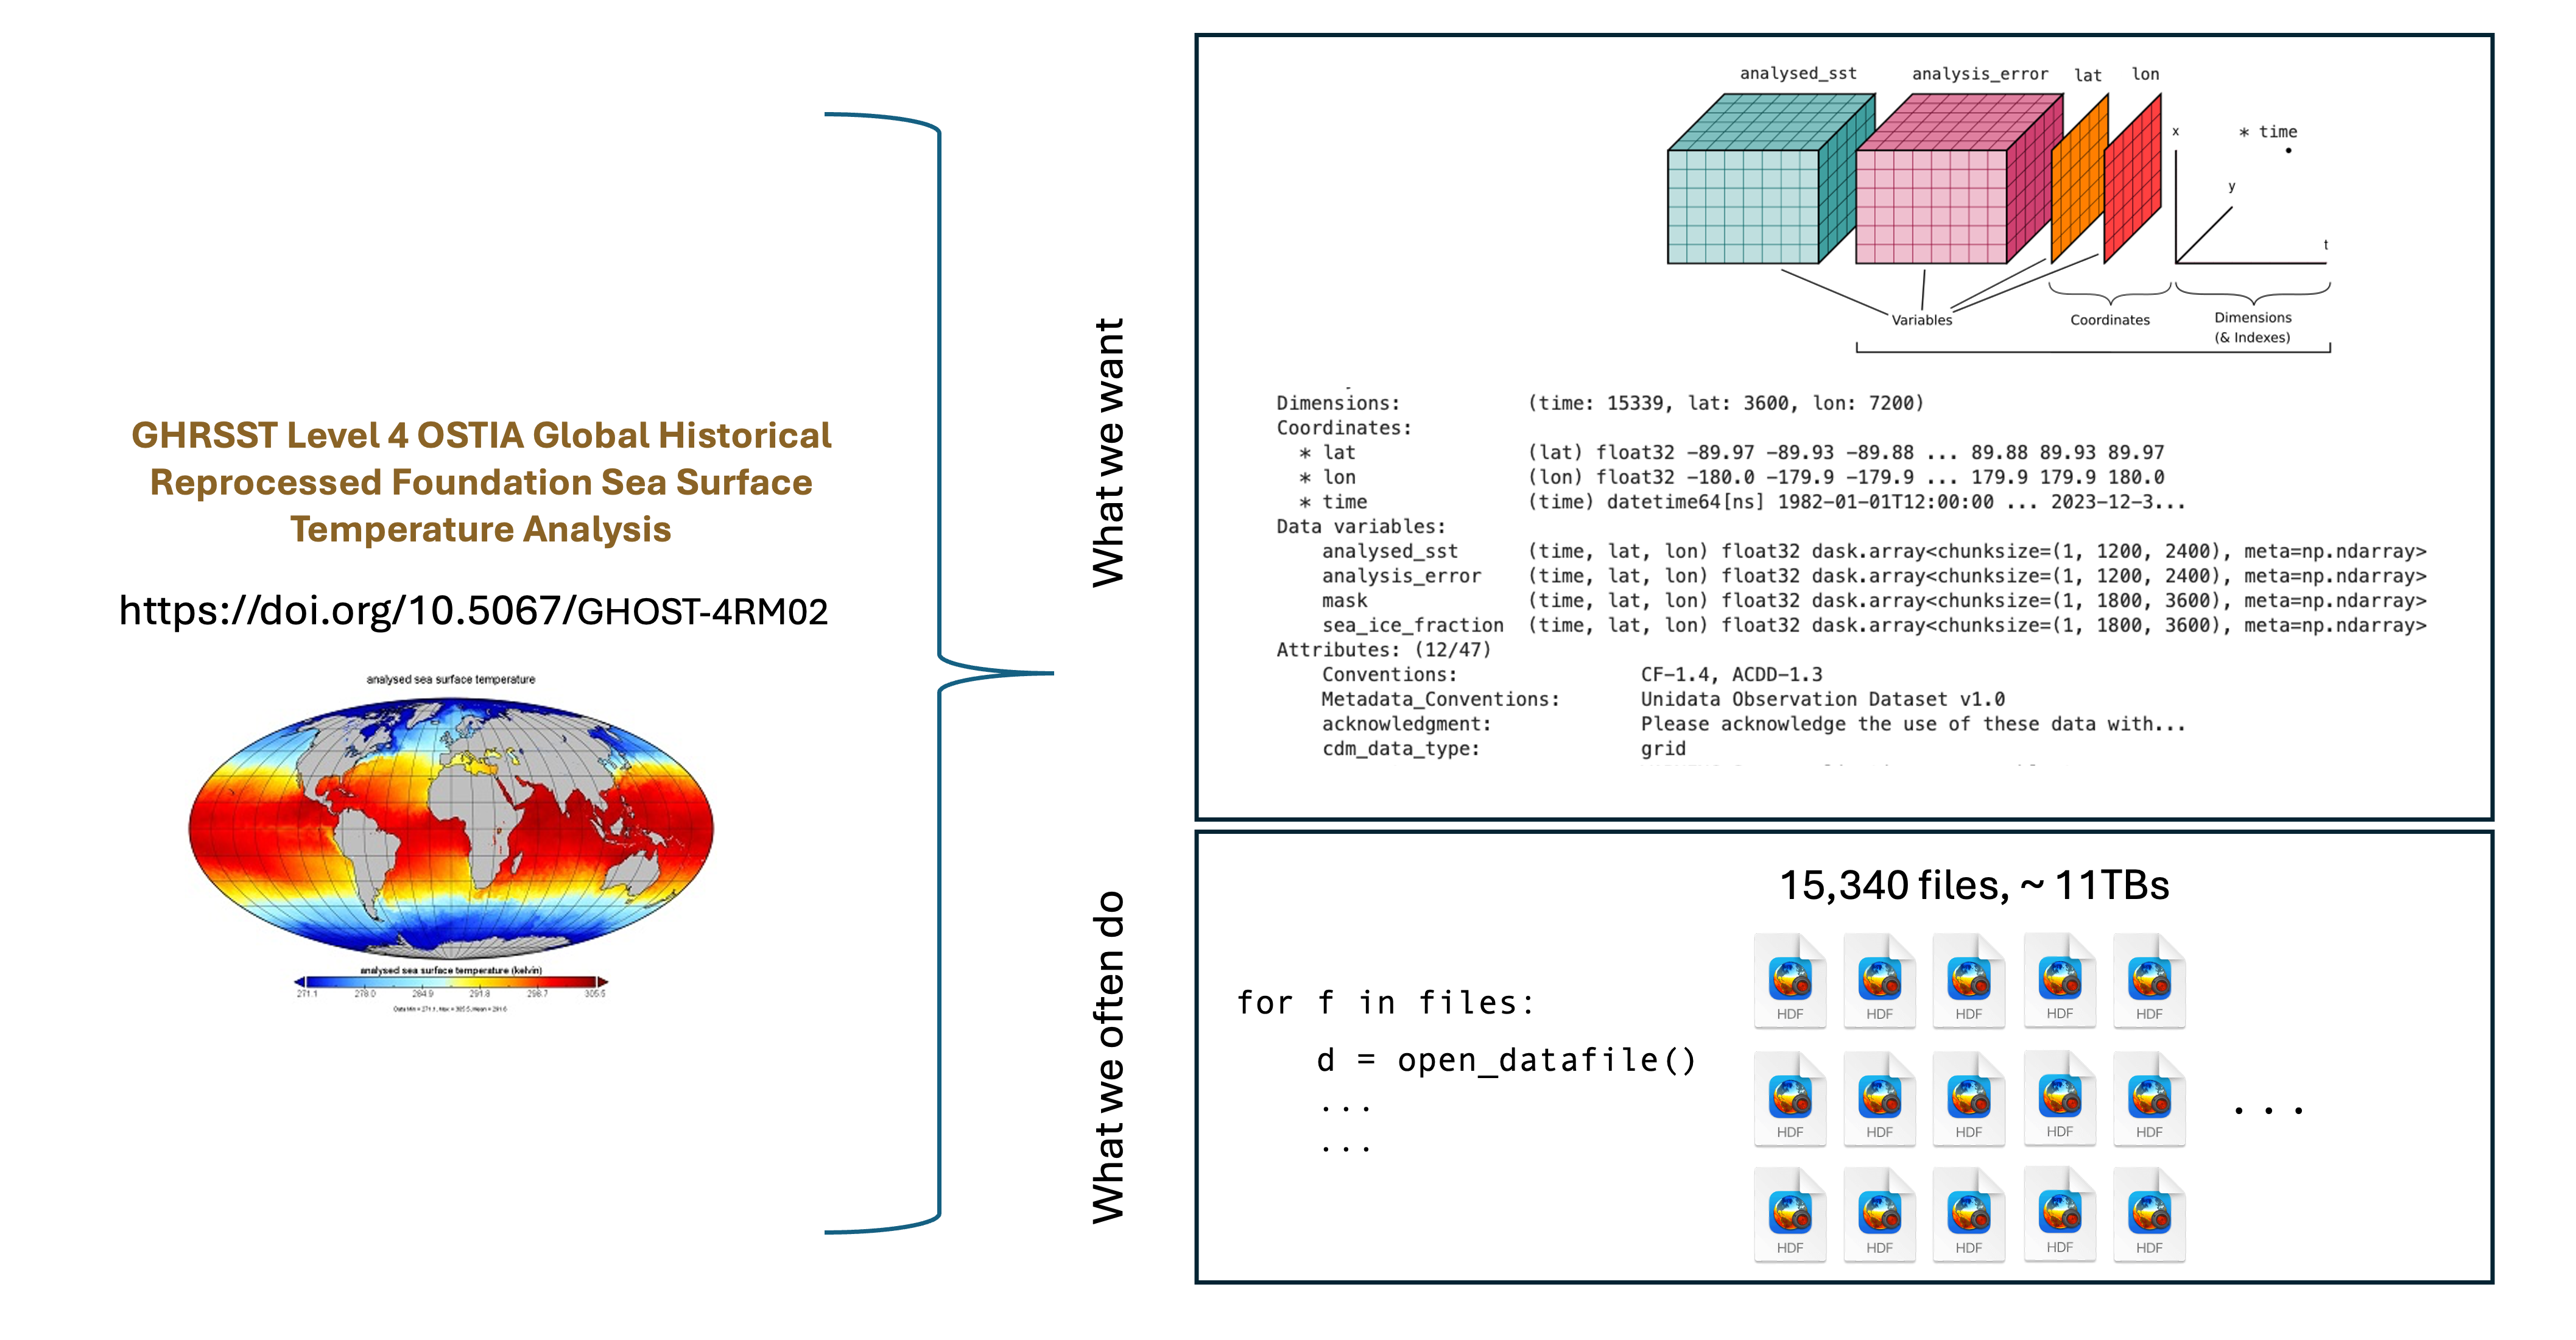 GHRSST Level 4 OSTIA Global Historical
Reprocessed Foundation Sea Surface
Temperature Analysis
https://doi.org/10.5067/GHOST-4RM02
analysed sea surface temperature
analysed sea surface temperature (kelvin)
271.1 278.0 284.9 291.8 298.7 305.5
What we want
analysed_sst analysis_error lat lon
x * time
y
t
Variables Coordinates Dimensions
(& Indexes)
Dimensions: (time: 15339, lat: 3600, lon: 7200)
Coordinates:
* lat (lat) float32 -89.97 -89.93 -89.88 ... 89.88 89.93 89.97
* lon (lon) float32 -180.0 -179.9 -179.9 ... 179.9 179.9 180.0
* time (time) datetime64[ns] 1982-01-01T12:00:00 ... 2023-12-3...
Data variables:
analysed_sst (time, lat, lon) float32 dask.array<chunksize=(1, 1200, 2400), meta=np.ndarray>
analysis_error (time, lat, lon) float32 dask.array<chunksize=(1, 1200, 2400), meta=np.ndarray>
mask (time, lat, lon) float32 dask.array<chunksize=(1, 1800, 3600), meta=np.ndarray>
sea_ice_fraction (time, lat, lon) float32 dask.array<chunksize=(1, 1800, 3600), meta=np.ndarray>
Attributes: (12/47)
Conventions: CF-1.4, ACDD-1.3
Metadata_Conventions: Unidata Observation Dataset v1.0
acknowledgment: Please acknowledge the use of these data with...
cdm_data_type: grid
What we often do
15,340 files, ~ 11TBs
for f in files:
d = open_datafile()
...
...
HDF HDF HDF HDF HDF
HDF HDF HDF HDF HDF
...
HDF HDF HDF HDF HDF